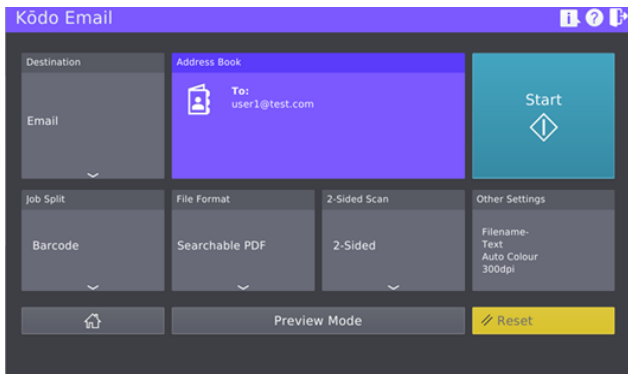 Kōdo Email
Destination
Email
Address Book
To:
user1@test.com
Start
Job Split
Barcode
File Format
Searchable PDF
2-Sided Scan
2-Sided
Other Settings
Filename-
Text
Auto Colour
300dpi
Preview Mode
Reset